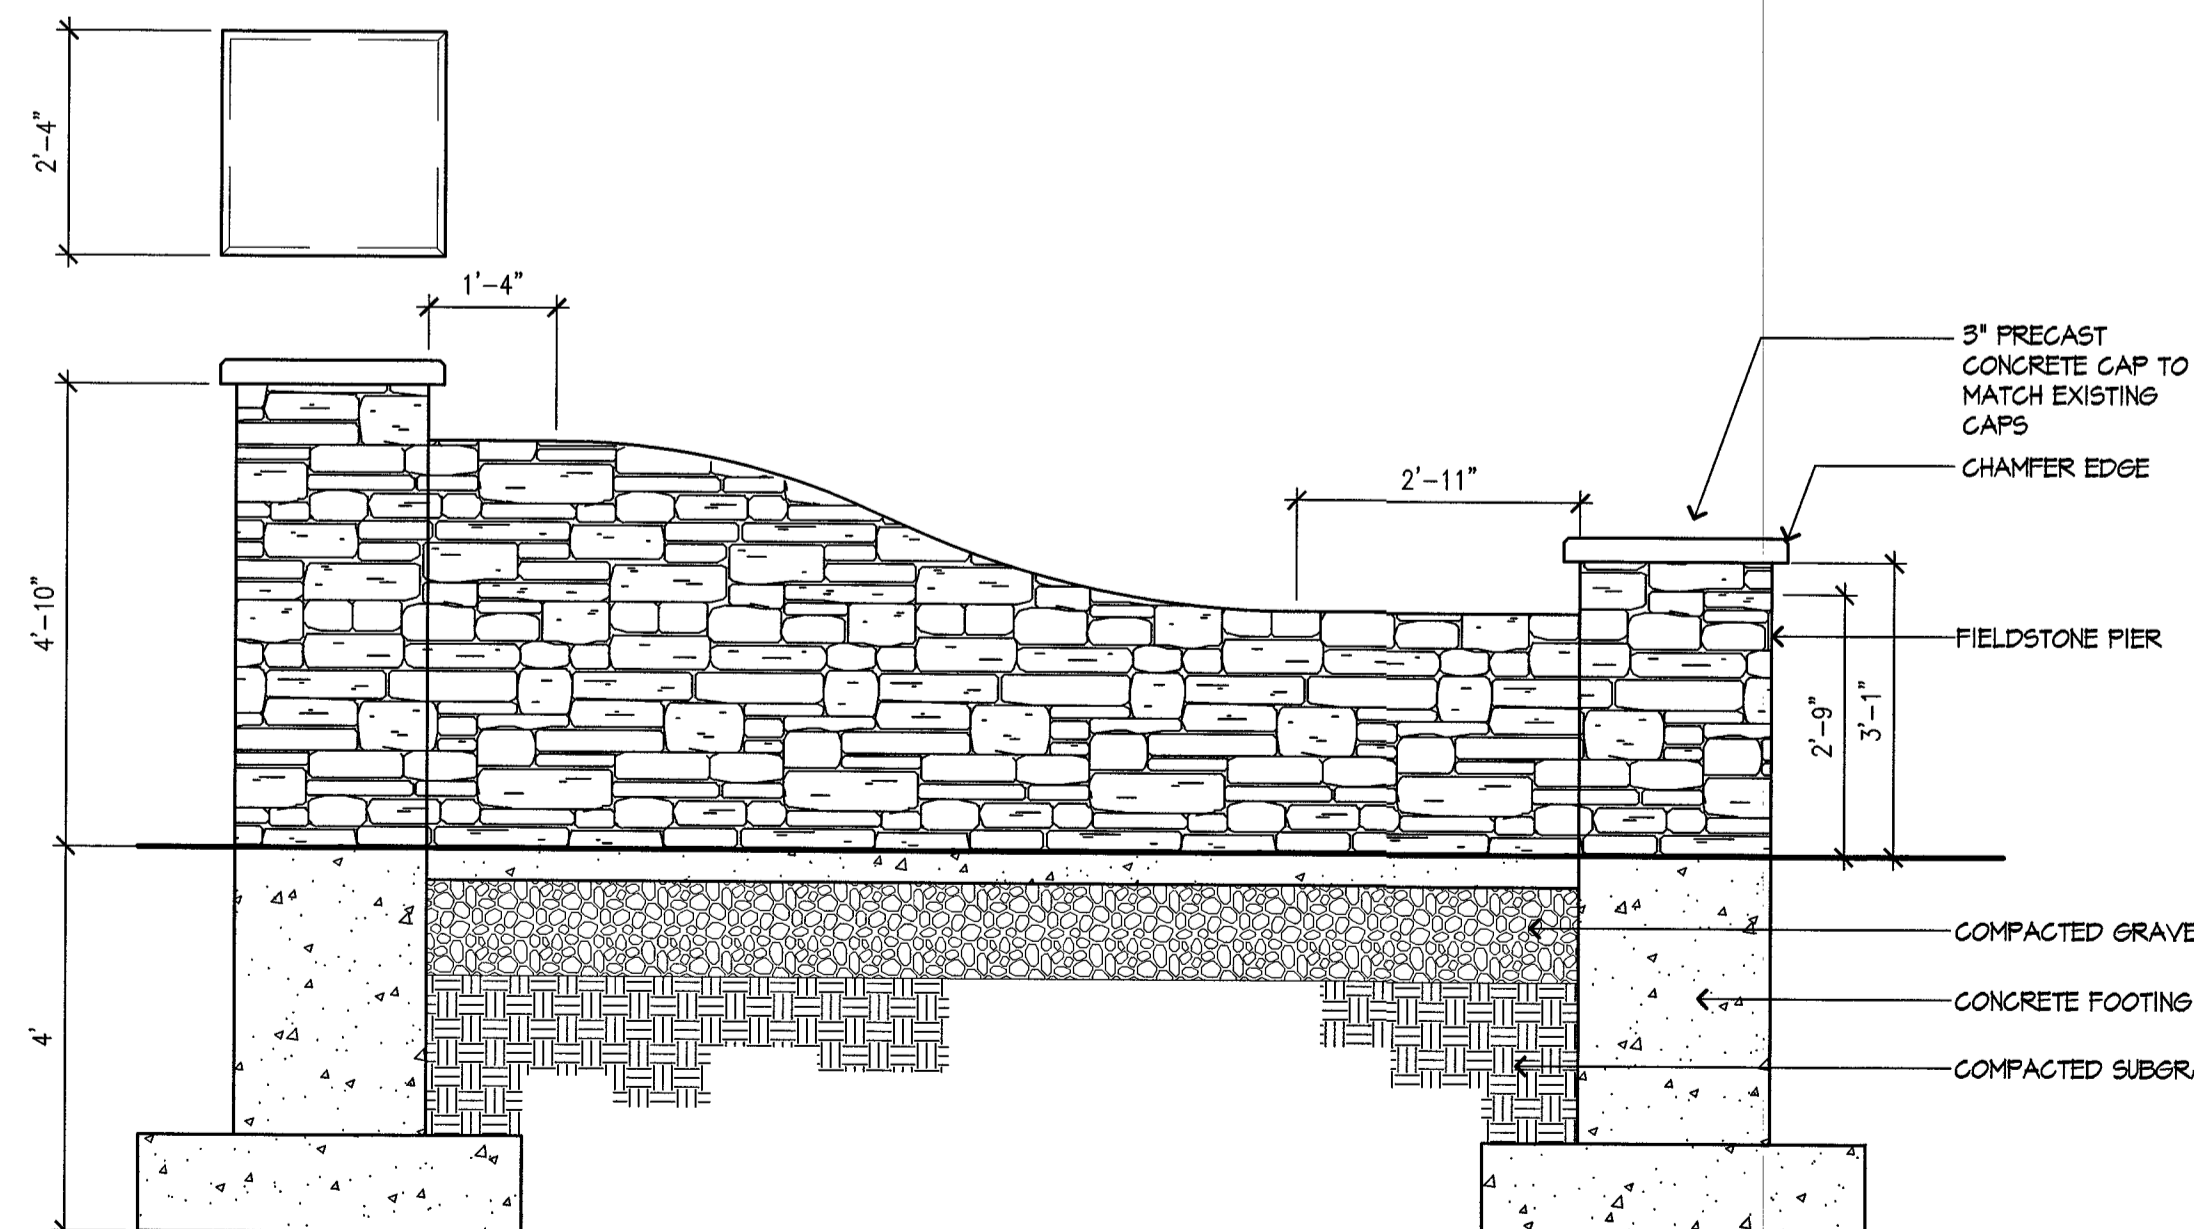 2'-4"
1'-4"
3" PRECAST
CONCRETE CAP TO
MATCH EXISTING
CAPS
CHAMFER EDGE
2'-11"
4'-10"
FIELDSTONE PIER
2'-9"
3'-1"
COMPACTED GRAVE
CONCRETE FOOTING
4'
COMPACTED SUBGR